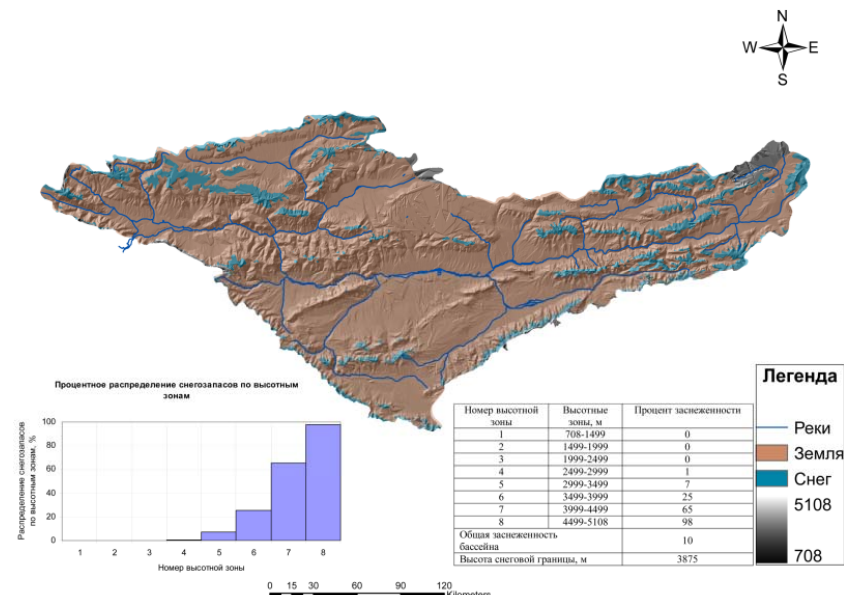 N
W E
S
Процентное распределение снегозапасов по высотным
зонам
Распределение снегозапасов
по высотным зонам, %
100
80
60
40
20
0
1 2 3 4 5 6 7 8
Номер высотной зоны
0 15 30 60 90 120
Kilometers
Номер высотной зоны Высотные зоны, м Процент заснеженности
1 708-1499 0
2 1499-1999 0
3 1999-2499 0
4 2499-2999 1
5 2999-3499 7
6 3499-3999 25
7 3999-4499 65
8 4499-5108 98
Общая заснеженность
бассейна 10
Высота снеговой границы, м 3875
Легенда
Реки
Земля
Снег
5108
708